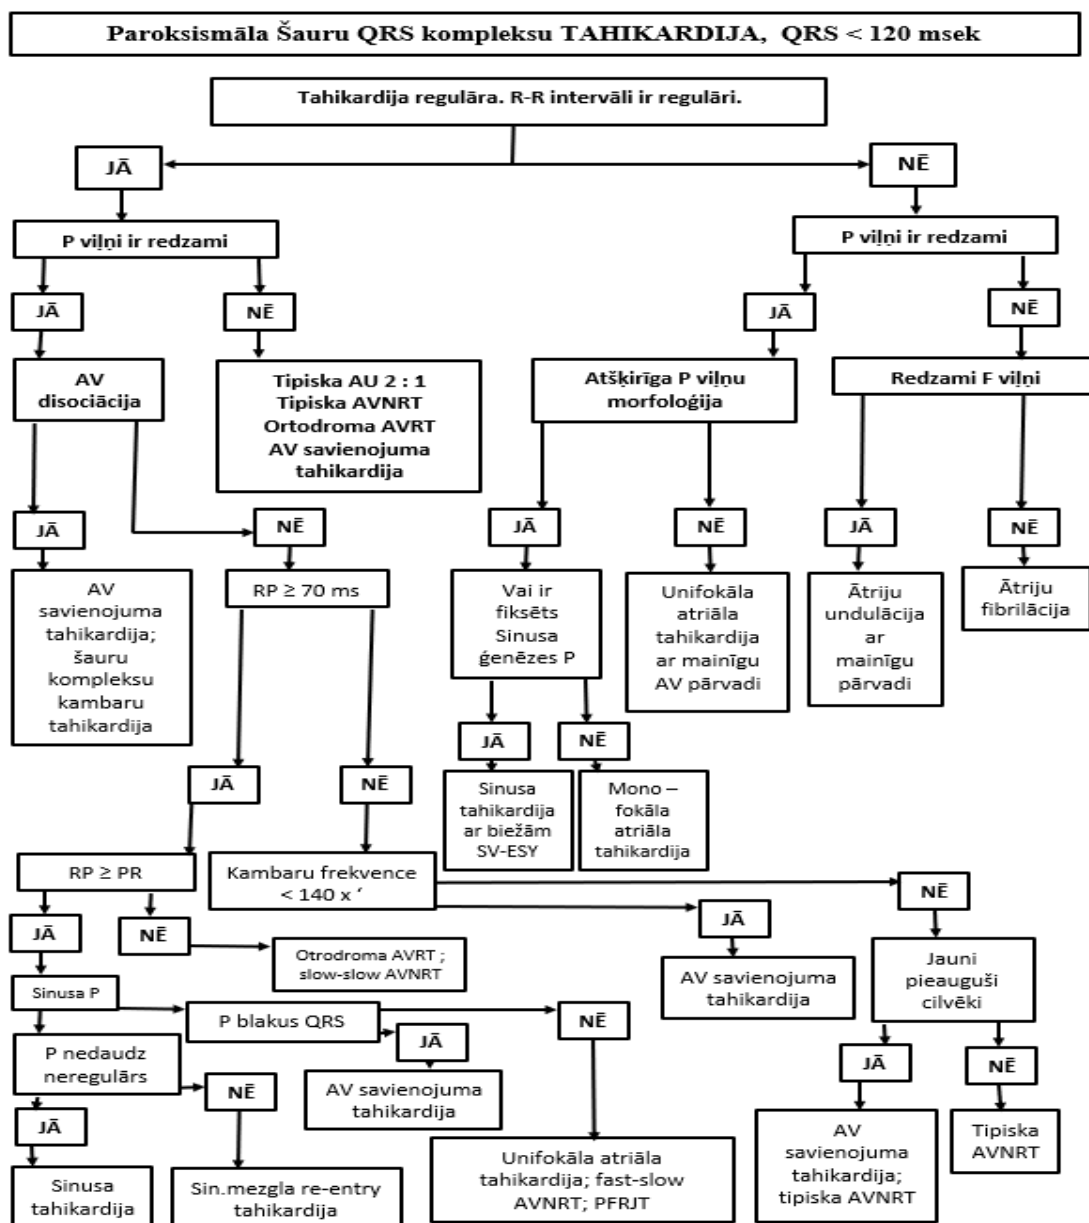 Paroksismāla Šauru QRS kompleksu TAHIKARDIJA, QRS < 120 msek
Tahikardija regulāra. R-R intervāli ir regulāri.
JĀ
NĒ
P viļņi ir redzami
P viļņi ir redzami
JĀ
NĒ
JĀ
NĒ
AV
disociācija
Tipiska AU 2 : 1
Tipiska AVNRT
Ortodroma AVRT
AV savienojuma
tahikardija
Atšķirīga P viļņu
morfoloģija
Redzami F viļņi
JĀ
NĒ
JĀ
NĒ
JĀ
NĒ
AV
savienojuma
tahikardija;
šauru
kompleksu
kambaru
tahikardija
RP ≥ 70 ms
Vai ir
fiksēts
Sinusa
ģenēzes P
Unifokāla
atriāla
tahikardija
ar mainīgu
AV pārvadi
Ātriju
undulācija
ar
mainīgu
pārvadi
Ātriju
fibrilācija
JĀ
NĒ
JĀ
NĒ
Sinusa
tahikardija
ar biežām
SV-ESY
Mono –
fokāla
atriāla
tahikardija
RP ≥ PR
Kambaru frekvence
< 140 x ‘
NĒ
JĀ
JĀ
NĒ
Otrodroma AVRT ;
slow-slow AVNRT
AV savienojuma
tahikardija
Jauni
pieauguši
cilvēki
Sinusa P
P blakus QRS
NĒ
JĀ
P nedaudz
neregulārs
NĒ
AV savienojuma
tahikardija
JĀ
NĒ
JĀ
Sinusa
tahikardija
Sin.mezgla re-entry
tahikardija
Unifokāla atriāla
tahikardija; fast-slow
AVNRT; PFRJT
AV
savienojuma
tahikardija;
tipiska AVNRT
Tipiska
AVNRT